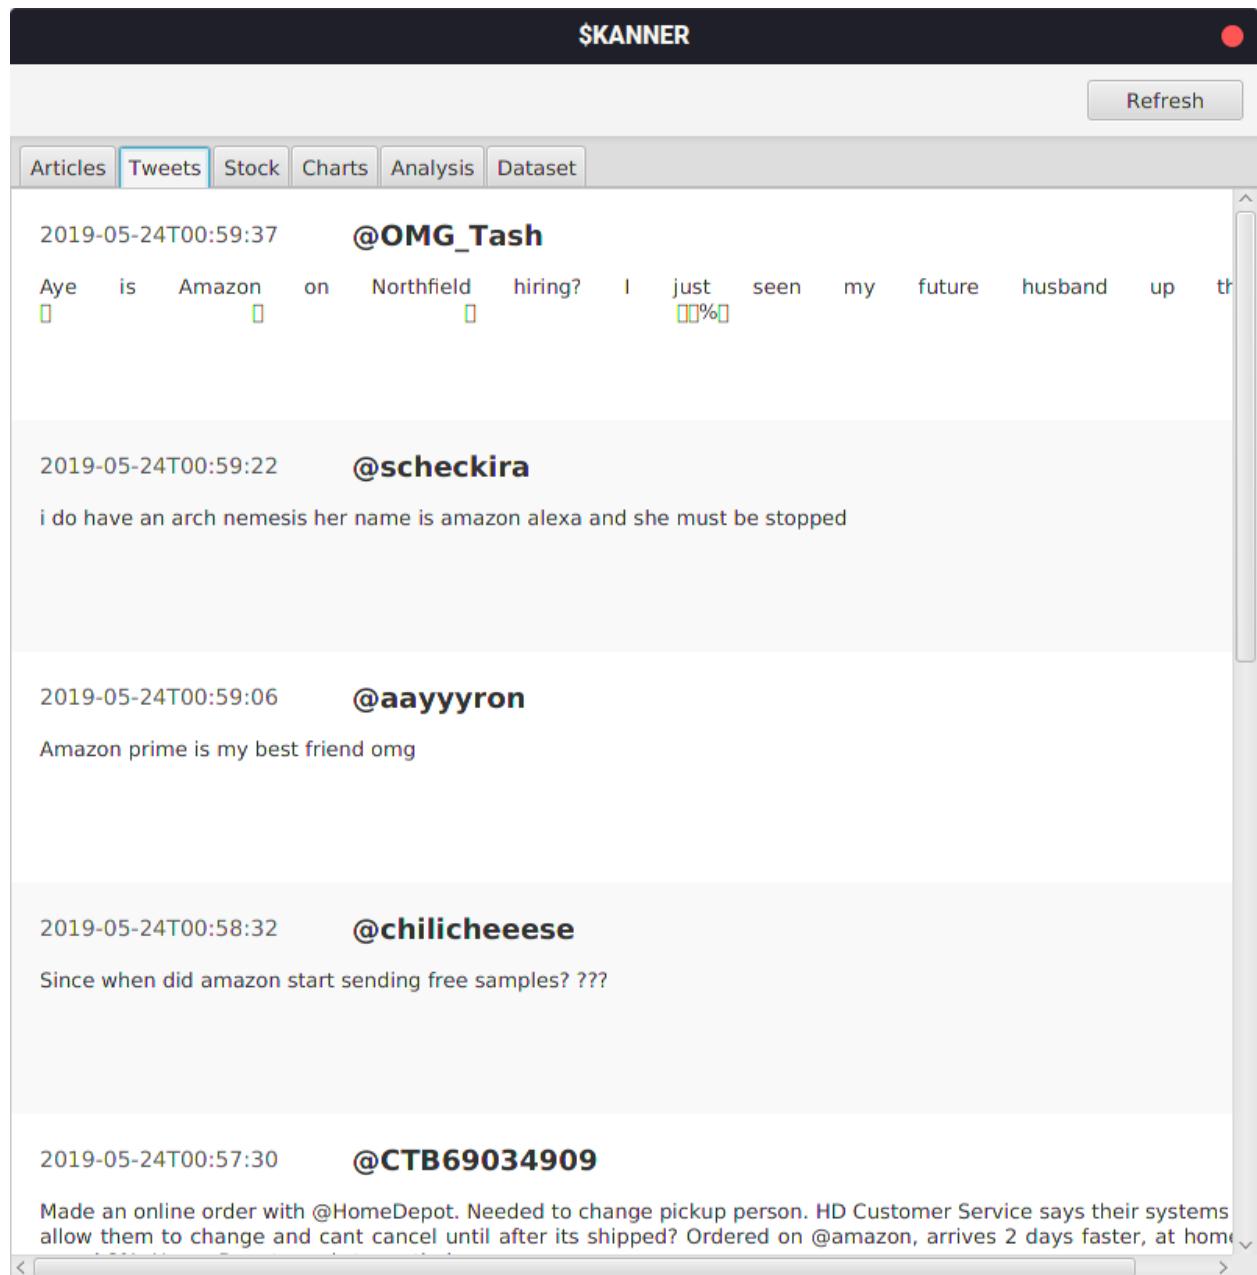 $KANNER
Refresh
Articles Tweets Stock Charts Analysis Dataset
2019-05-24T00:59:37 @OMG_Tash
Aye is Amazon on Northfield hiring? I just seen my future husband up
%
2019-05-24T00:59:22 @scheckira
i do have an arch nemesis her name is amazon alexa and she must be stopped
2019-05-24T00:59:06 @aayyyron
Amazon prime is my best friend omg
2019-05-24T00:58:32 @chilicheeese
Since when did amazon start sending free samples? ???
2019-05-24T00:57:30 @CTB69034909
Made an online order with @HomeDepot. Needed to change pickup person. HD Customer Service says their systems
allow them to change and cant cancel until after its shipped? Ordered on @amazon, arrives 2 days faster, at